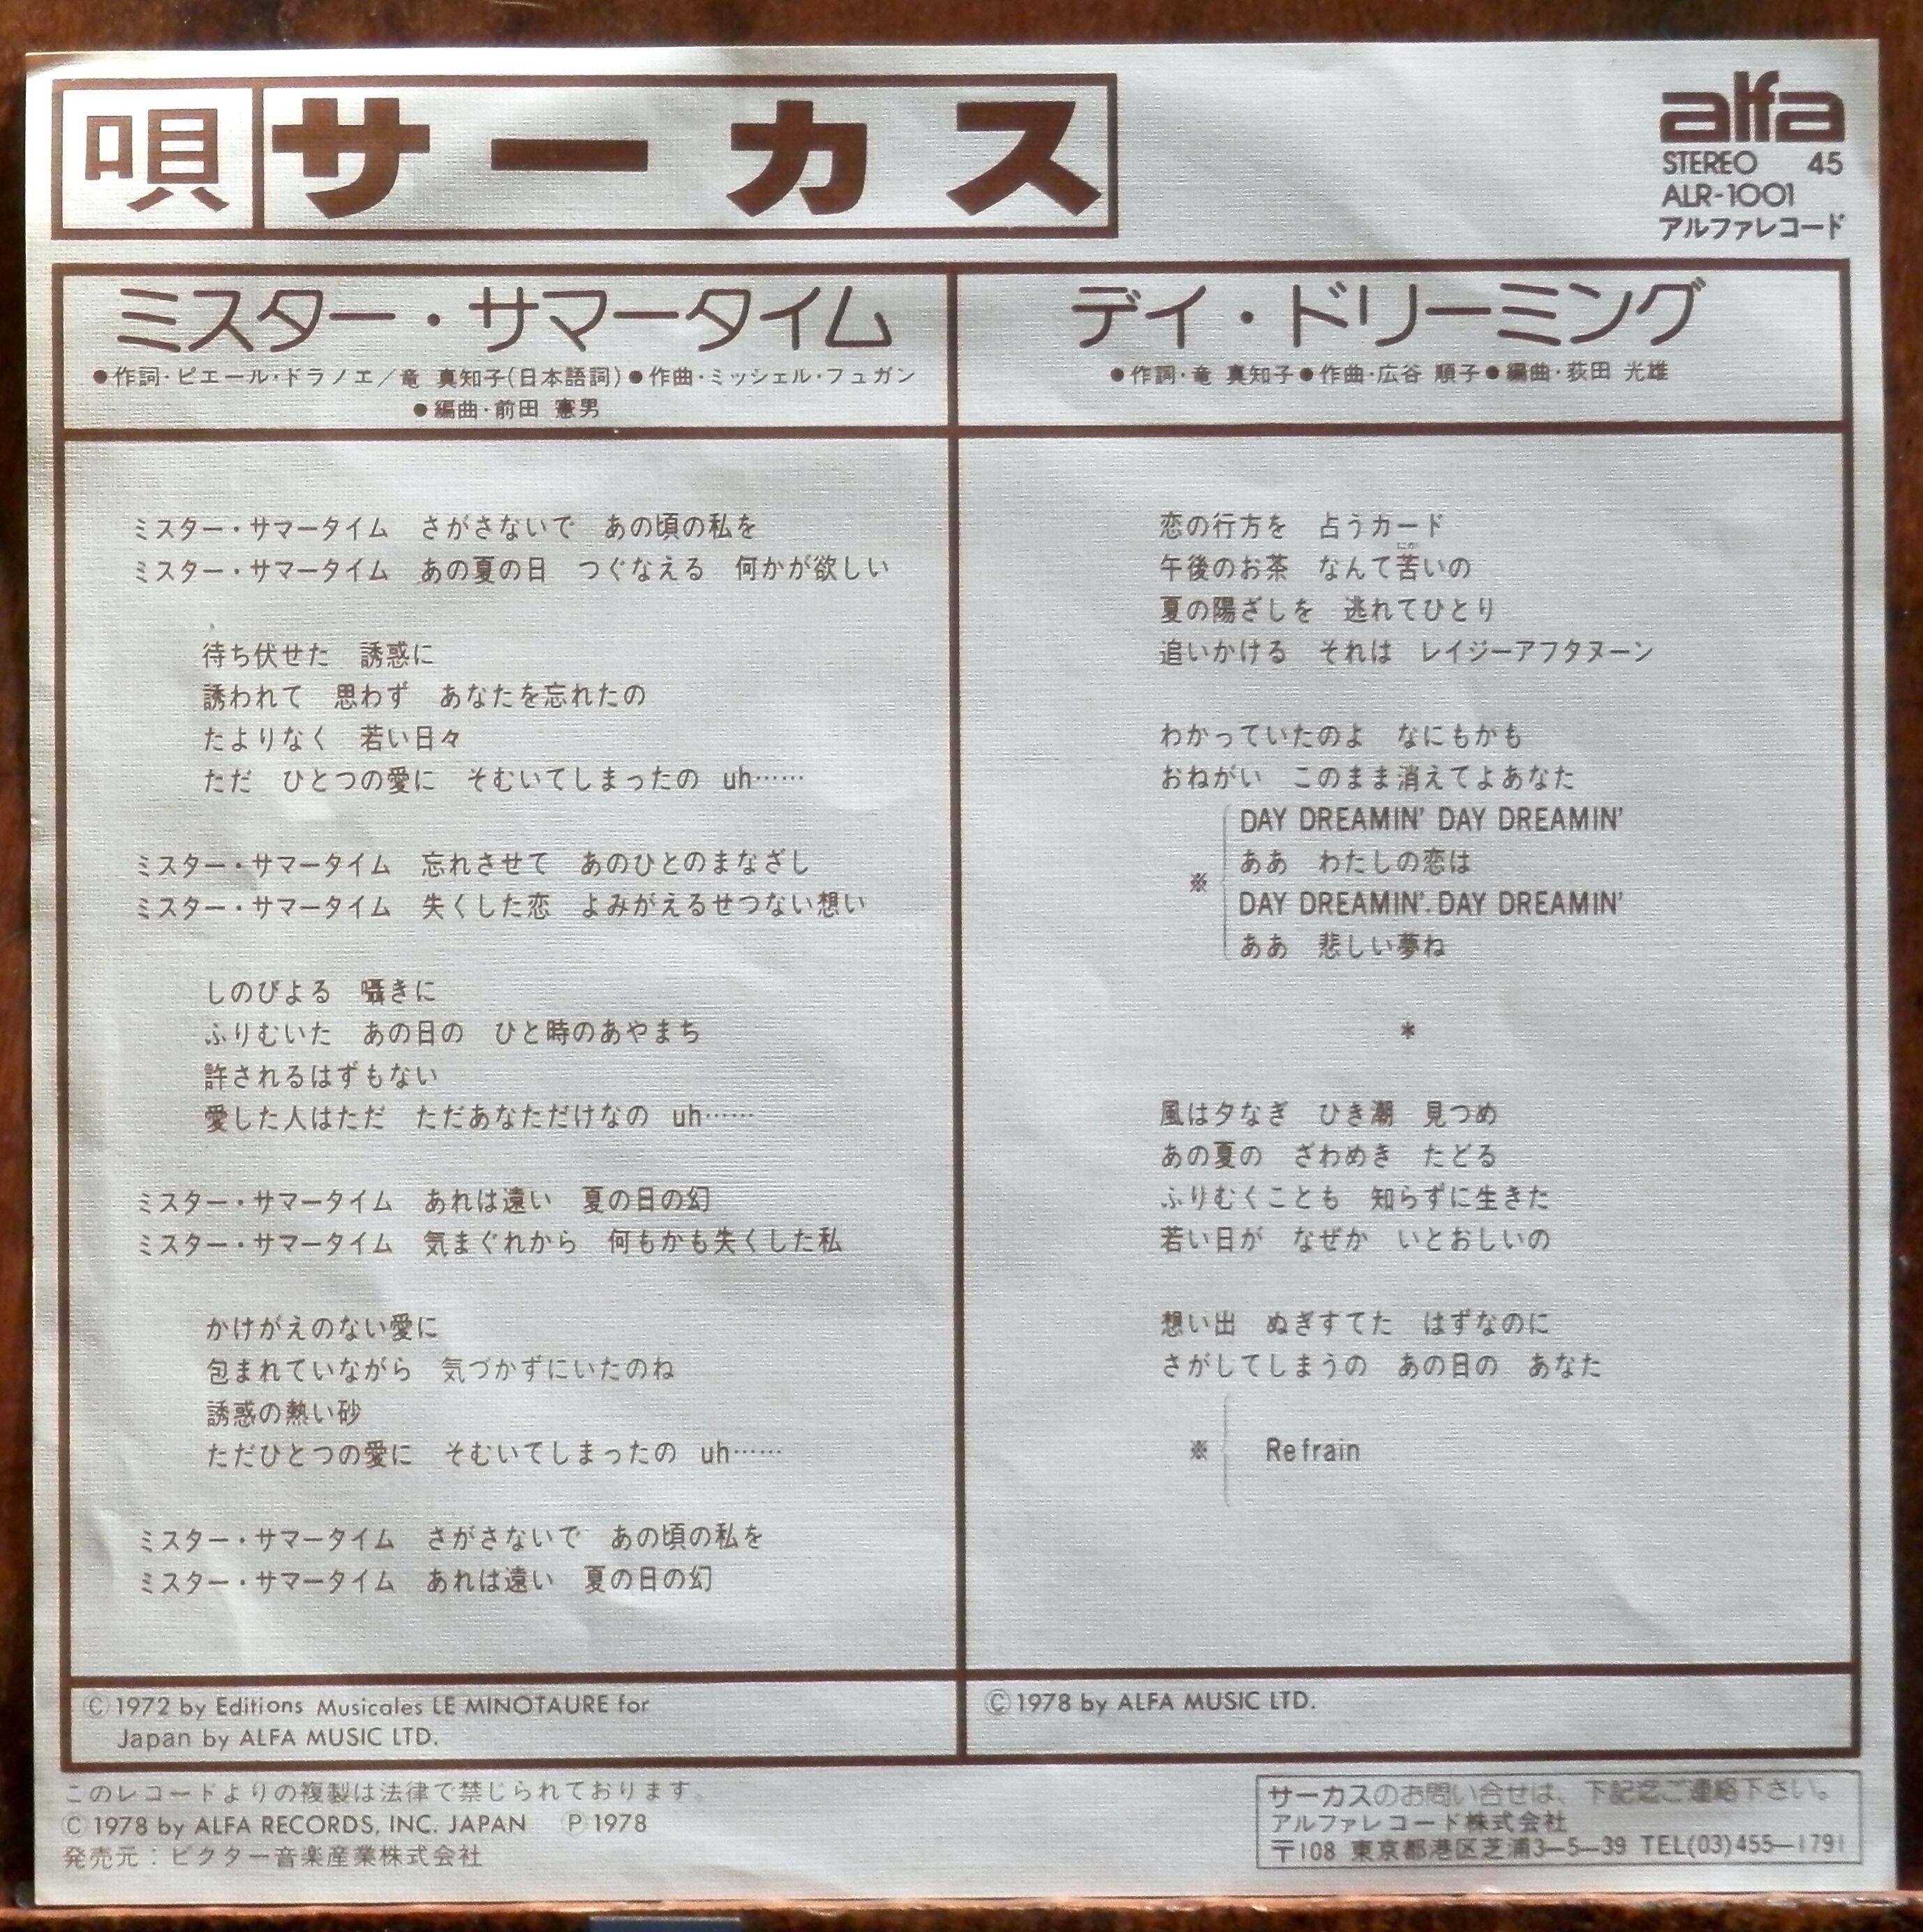 唄 サーカス
alfa
STEREO 45
ALR-1001
アルファレコード
ミスター・サマータイム
●作詞・ピエール・ドラノエ/竜 真知子(日本語詞)●作曲・ミッシェル・フュガン
●編曲・前田 憲男
ミスター・サマータイム さがさないで あの頃の私を
ミスター・サマータイム あの夏の日 つぐなえる 何かが欲しい
待ち伏せた 誘惑に
誘われて 思わず あなたを忘れたの
たよりなく 若い日々
ただ ひとつの愛に そむいてしまったの uh……
ミスター・サマータイム 忘れさせて あのひとのまなざし
ミスター・サマータイム 失くした恋 よみがえるせつない想い
しのびよる 囁きに
ふりむいた あの日の ひと時のあやまち
許されるはずもない
愛した人はただ ただあなただけなの uh……
ミスター・サマータイム あれは遠い 夏の日の幻
ミスター・サマータイム 気まぐれから 何もかも失くした私
かけがえのない愛に
包まれていながら 気づかずにいたのね
誘惑の熱い砂
ただひとつの愛に そむいてしまったの uh……
ミスター・サマータイム さがさないで あの頃の私を
ミスター・サマータイム あれは遠い 夏の日の幻
Ⓒ1972 by Editions Musicales LE MINOTAURE for
Japan by ALFA MUSIC LTD.
デイ・ドリーミング
●作詞・竜 真知子●作曲・広谷 順子●編曲・荻田 光雄
恋の行方を 占うカード
午後のお茶 なんて苦いの
夏の陽ざしを 逃れてひとり
追いかける それは レイジーアフタヌーン
わかっていたのよ なにもかも
おねがい このまま消えてよあなた
DAY DREAMIN' DAY DREAMIN'
ああ わたしの恋は
※
DAY DREAMIN'. DAY DREAMIN'
ああ 悲しい夢ね
*
風は夕なぎ ひき潮 見つめ
あの夏の ざわめき たどる
ふりむくことも 知らずに生きた
若い日が なぜか いとおしいの
想い出 ぬぎすてた はずなのに
さがしてしまうの あの日の あなた
※ Refrain
Ⓒ1978 by ALFA MUSIC LTD.
このレコードよりの複製は法律で禁じられております。
Ⓒ1978 by ALFA RECORDS, INC. JAPAN Ⓟ1978
発売元:ビクター音楽産業株式会社
サーカスのお問い合せは、下記迄ご連絡下さい。
アルファレコード株式会社
〒108 東京都港区芝浦3—5—39 TEL(03)455—1791